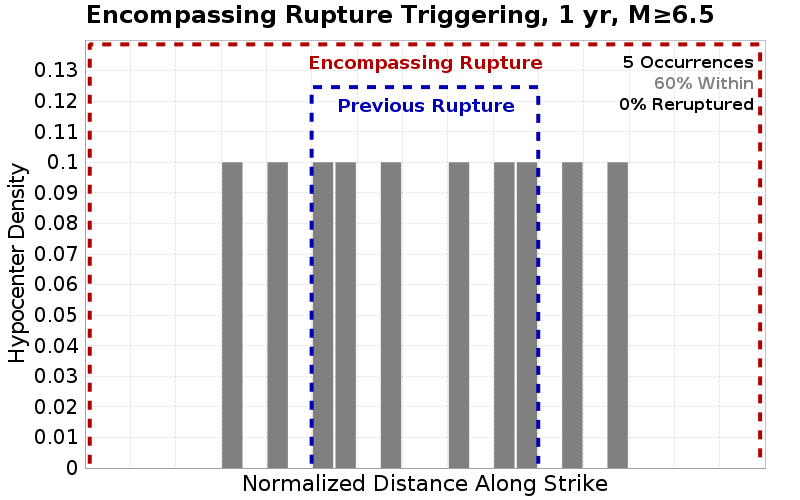 Encompassing Rupture Triggering, 1 yr, M≥6.5
Encompassing Rupture
5 Occurrences
60% Within
0% Reruptured
Previous Rupture
Hypocenter Density
0.13
0.12
0.11
0.1
0.09
0.08
0.07
0.06
0.05
0.04
0.03
0.02
0.01
0
Normalized Distance Along Strike